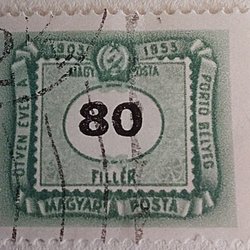 1903 1953
MAGYAR POSTA
ÖTVEN ÉVES A
PORTO BÉLYEG
80
FILLÉR
MAGYAR POSTA